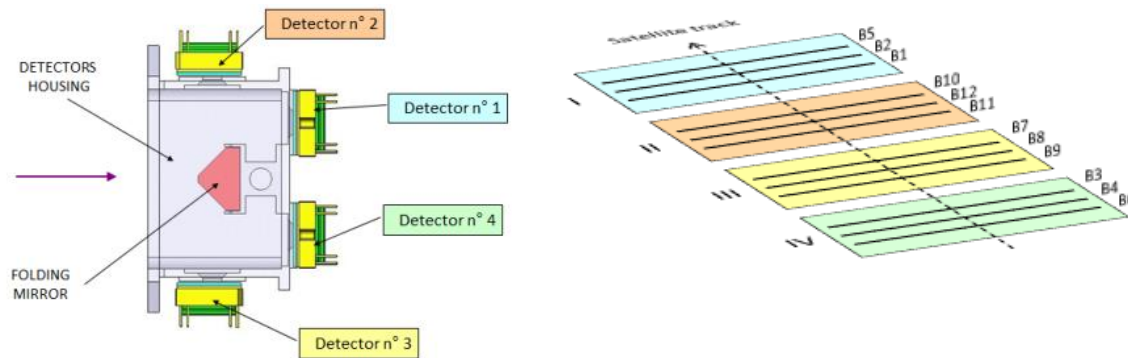 Detector n° 2
DETECTORS
HOUSING
Detector n° 1
Detector n° 4
FOLDING
MIRROR
Detector n° 3
Satellite track
B5
B2
B1
I
B10
B12
B11
II
B7
B8
B9
III
B3
B4
IV